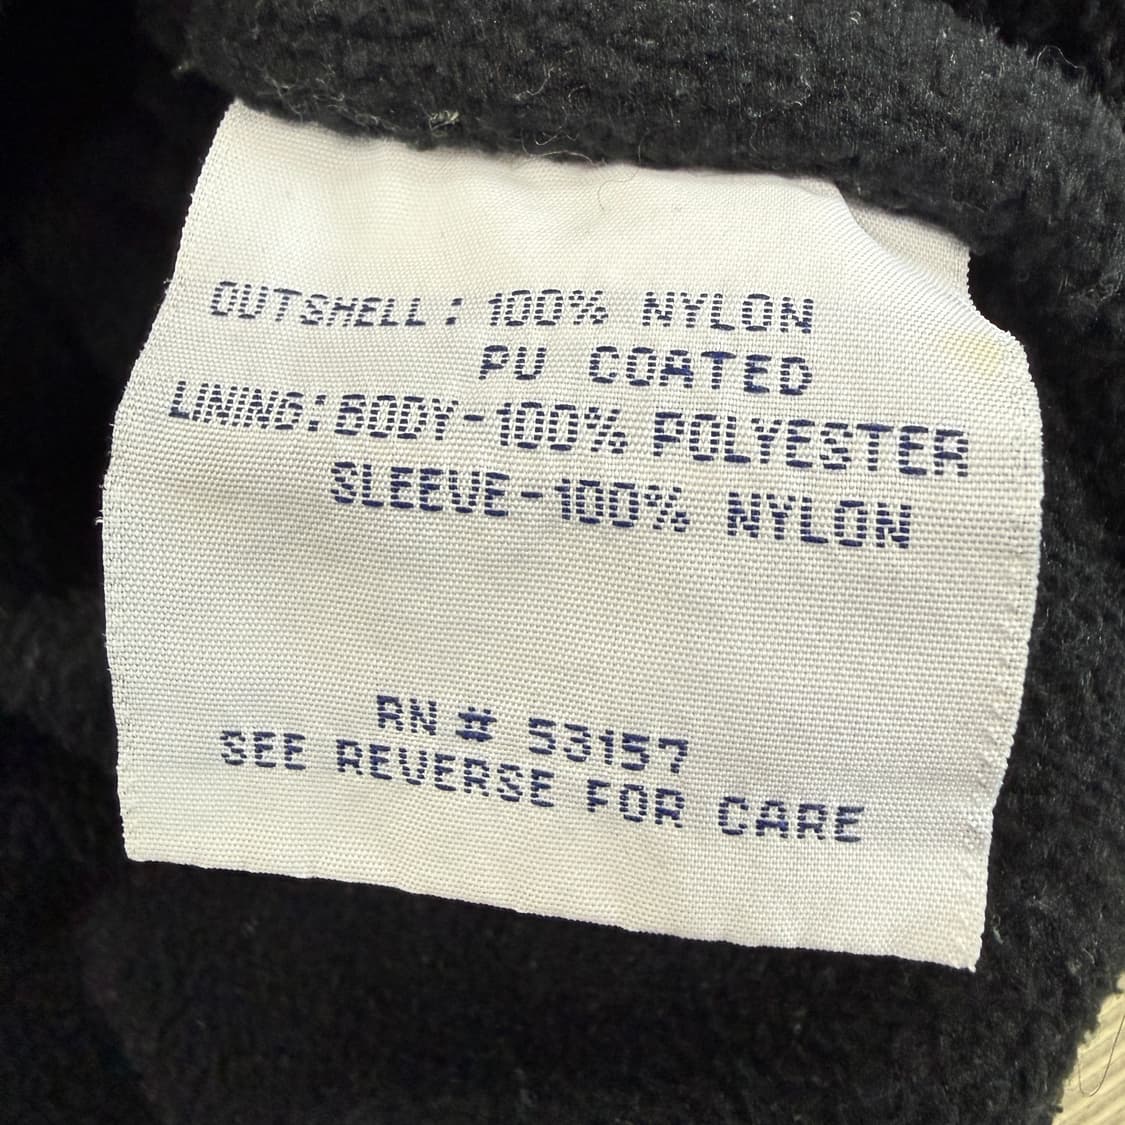 OUTSHELL: 100% NYLON
PU COATED
LINING: BODY-100% POLYESTER
SLEEVE-100% NYLON
RN # 53157
SEE REVERSE FOR CARE